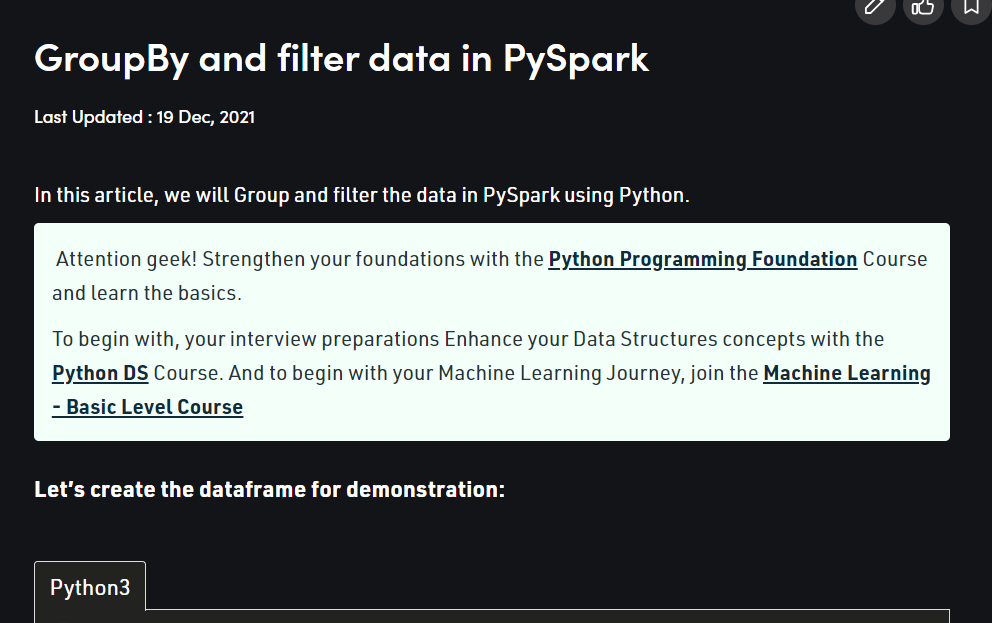 GroupBy and filter data in PySpark
Last Updated : 19 Dec, 2021
In this article, we will Group and filter the data in PySpark using Python.
Attention geek! Strengthen your foundations with the Python Programming Foundation Course
and learn the basics.
To begin with, your interview preparations Enhance your Data Structures concepts with the
Python DS Course. And to begin with your Machine Learning Journey, join the Machine Learning
- Basic Level Course
Let’s create the dataframe for demonstration:
Python3